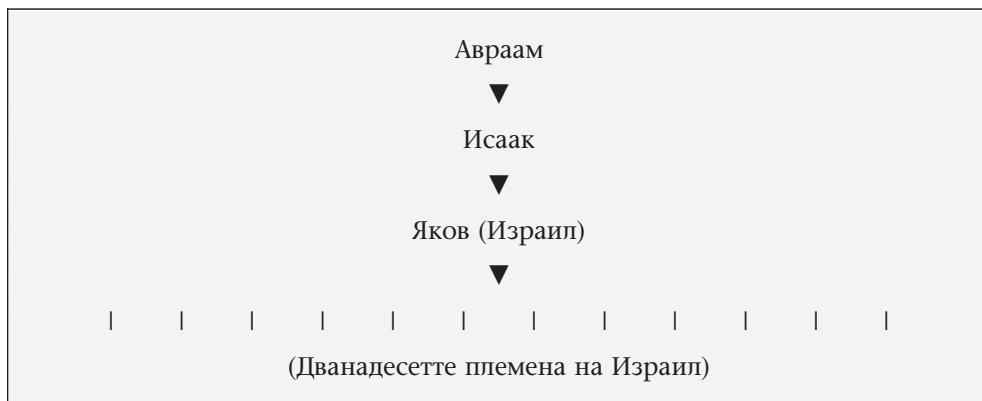 Авраам
Исаак
Яков (Израил)
| | | | | | | | | | | |
(Дванадесетте племена на Израил)